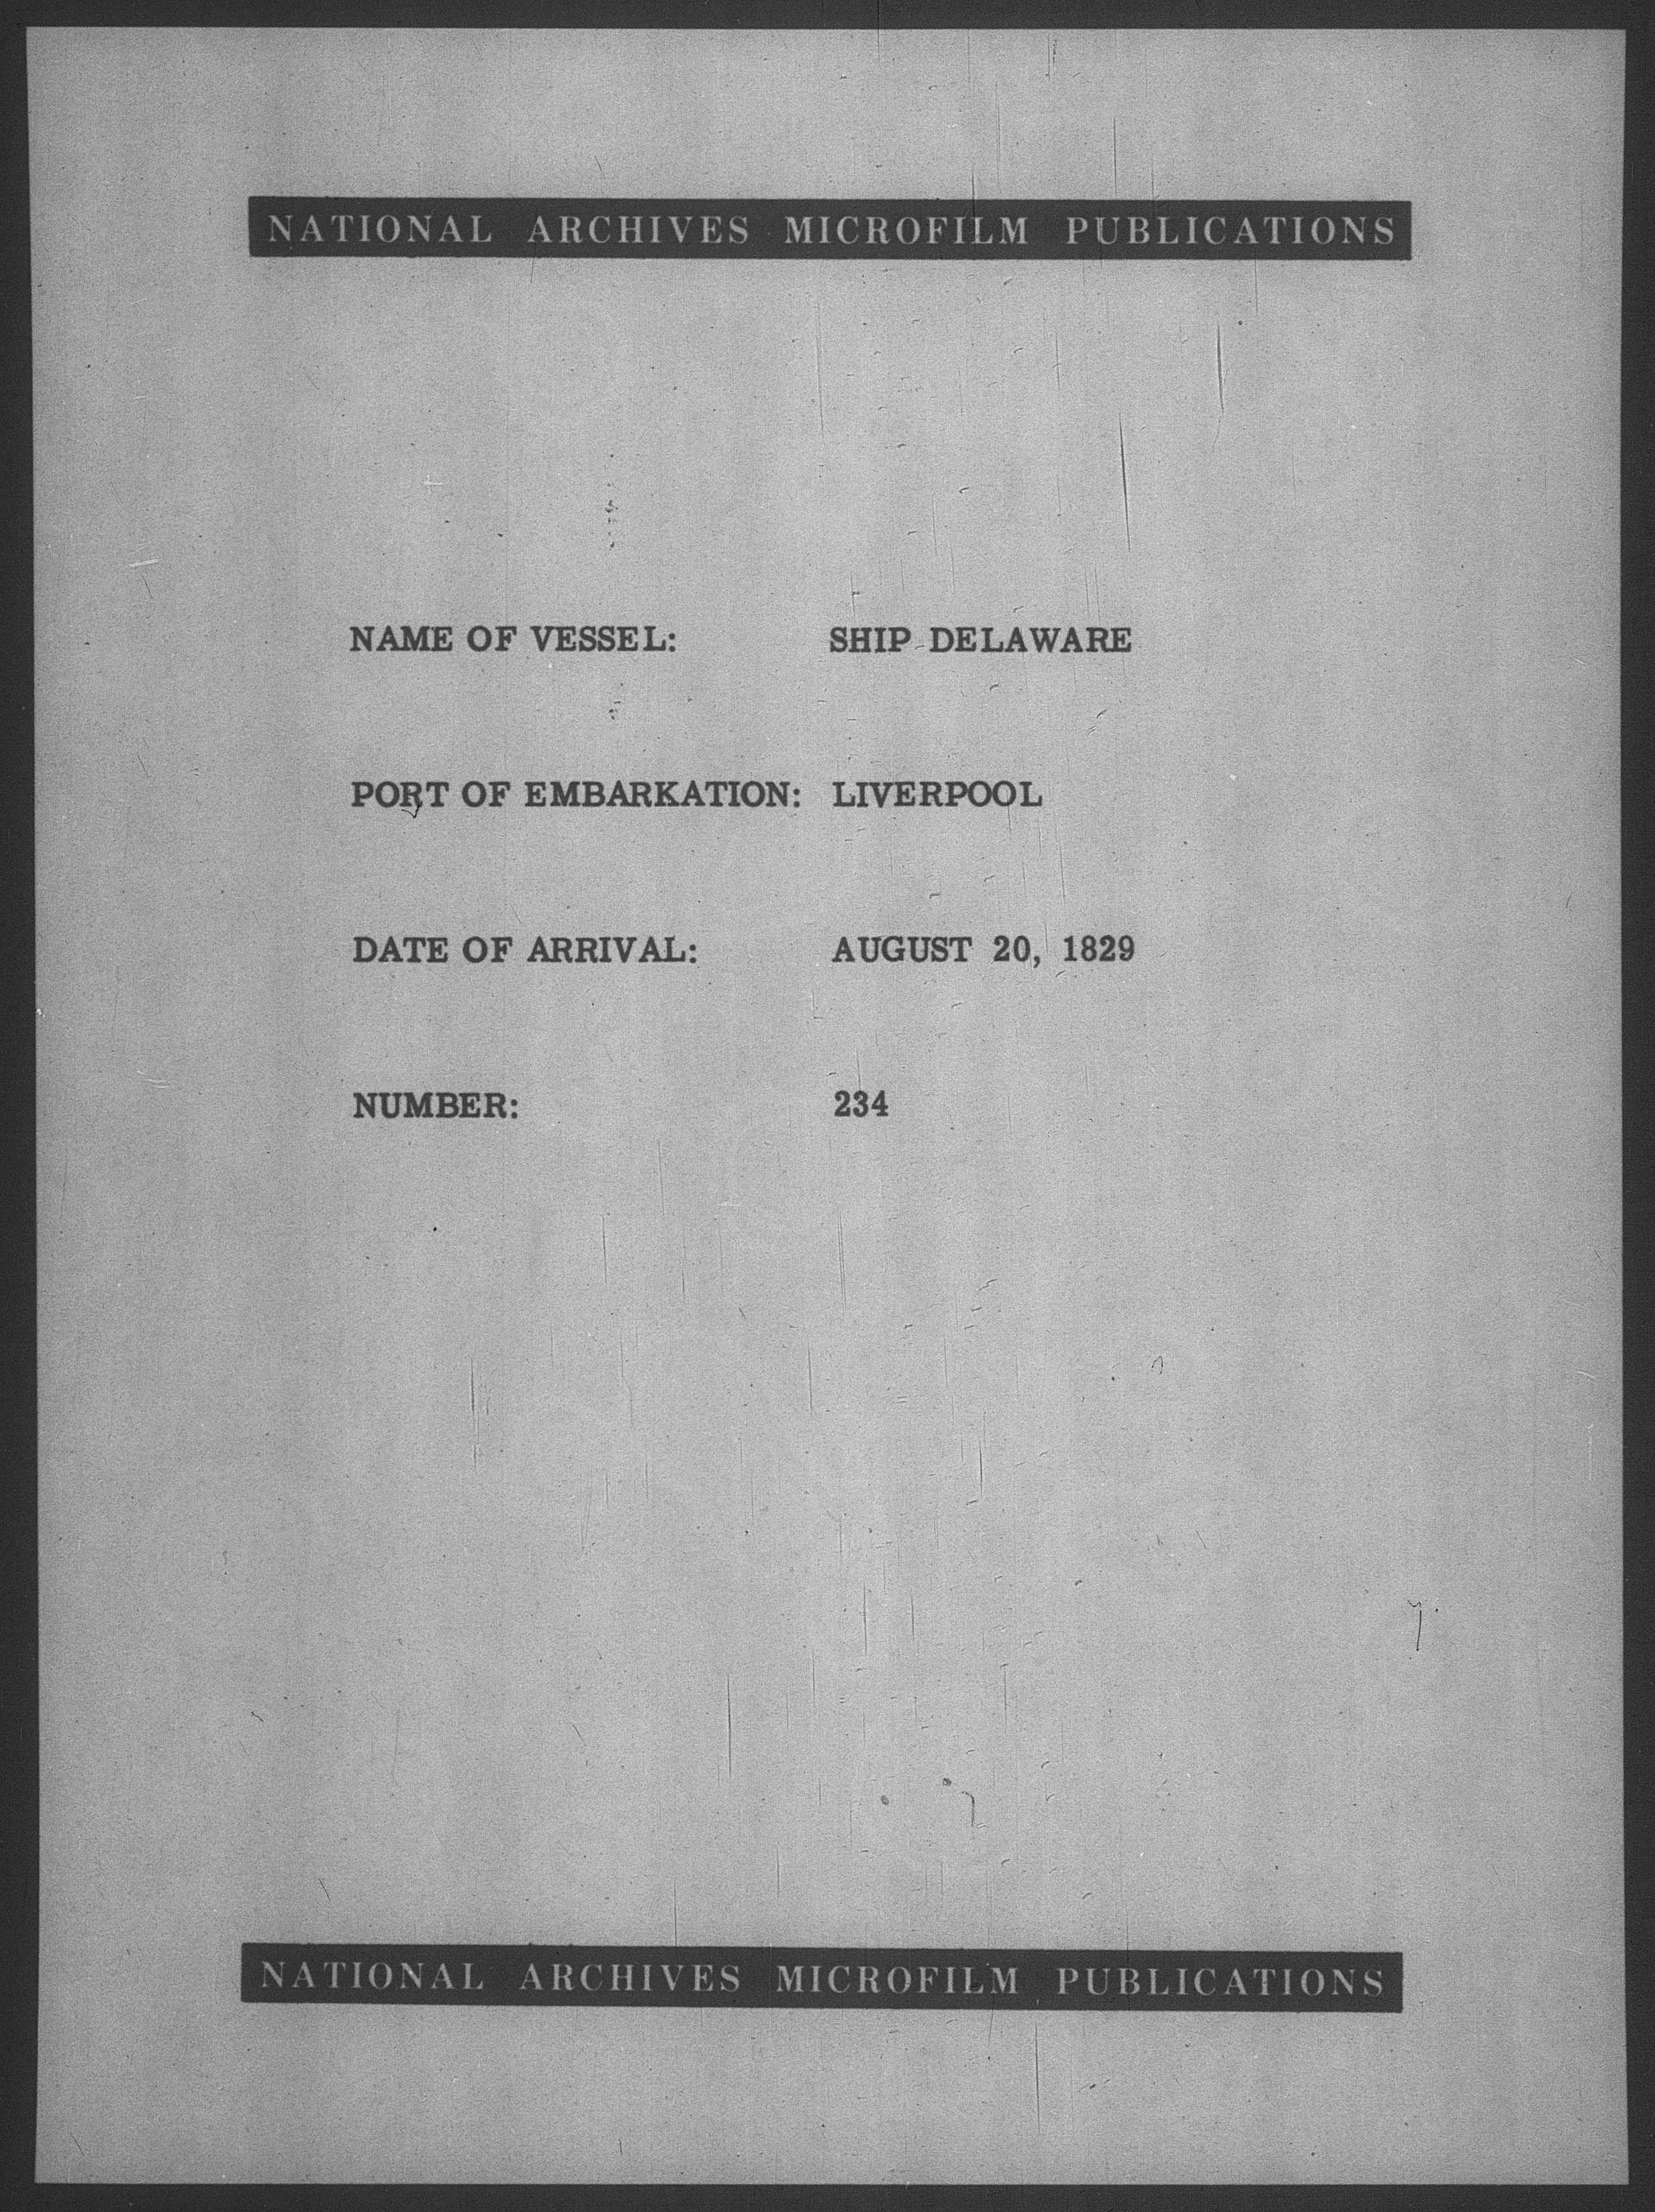 NATIONAL ARCHIVES MICROFILM PUBLICATIONS
NAME OF VESSEL: SHIP DELAWARE
PORT OF EMBARKATION: LIVERPOOL
DATE OF ARRIVAL: AUGUST 20, 1829
NUMBER: 234
NATIONAL ARCHIVES MICROFILM PUBLICATIONS